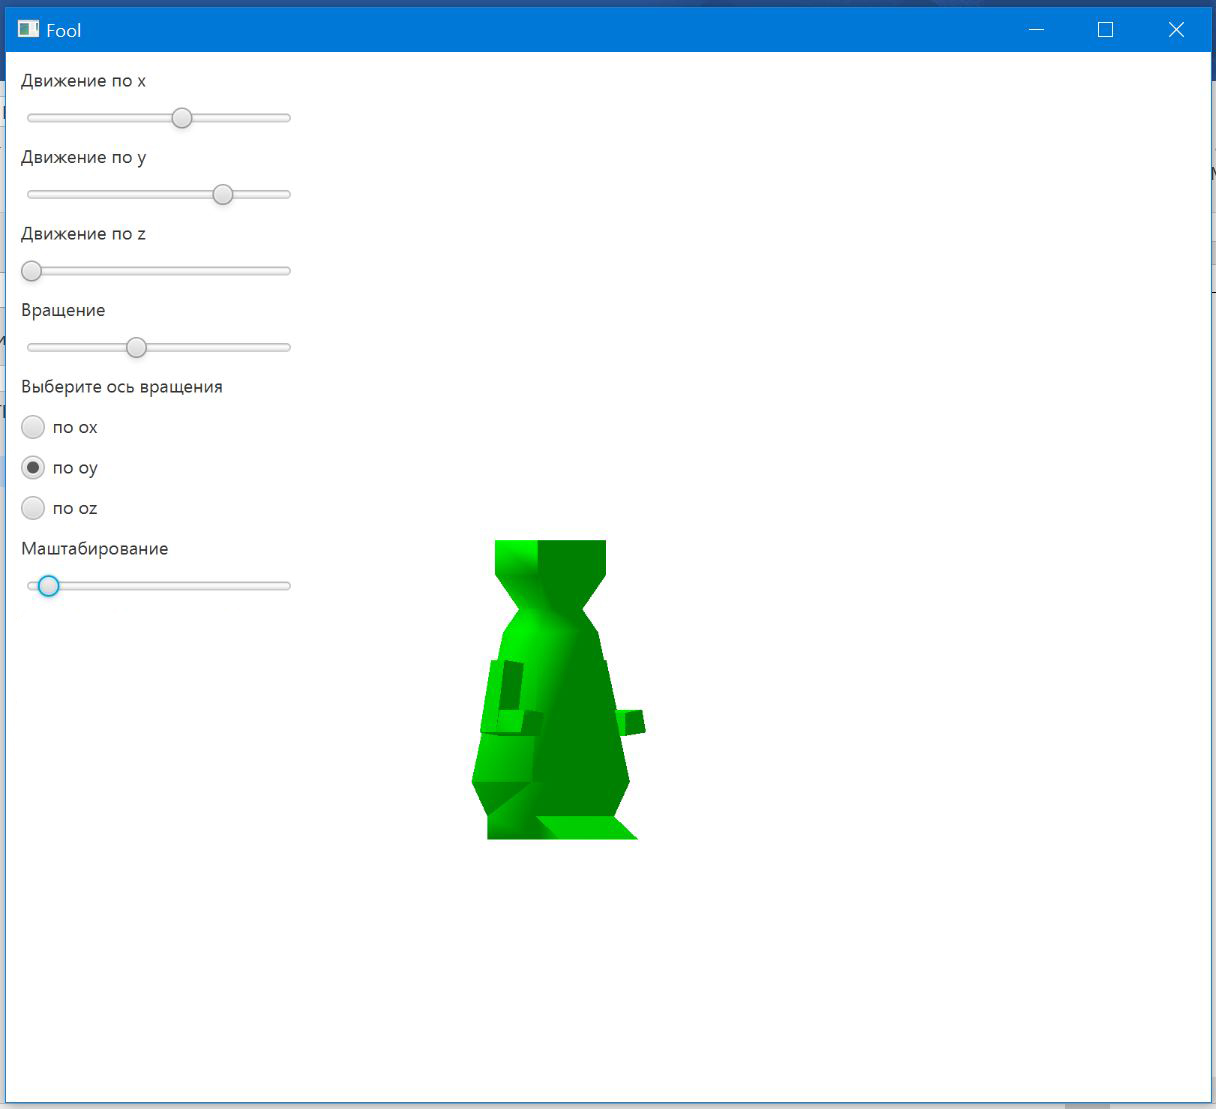 Fool
Движение по x
Движение по y
Движение по z
Вращение
Выберите ось вращения
по ox
по oy
по oz
Маштабирование